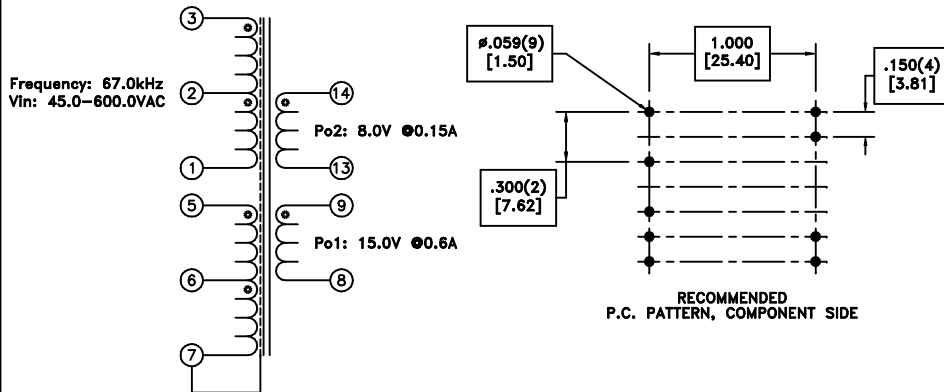 3
Frequency: 67.0kHz
Vin: 45.0-600.0VAC
2
1
5
6
7
14
Po2: 8.0V @0.15A
13
9
Po1: 15.0V @0.6A
8
ø.059(9)
[1.50]
1.000
[25.40]
.150(4)
[3.81]
.300(2)
[7.62]
RECOMMENDED
P.C. PATTERN, COMPONENT SIDE